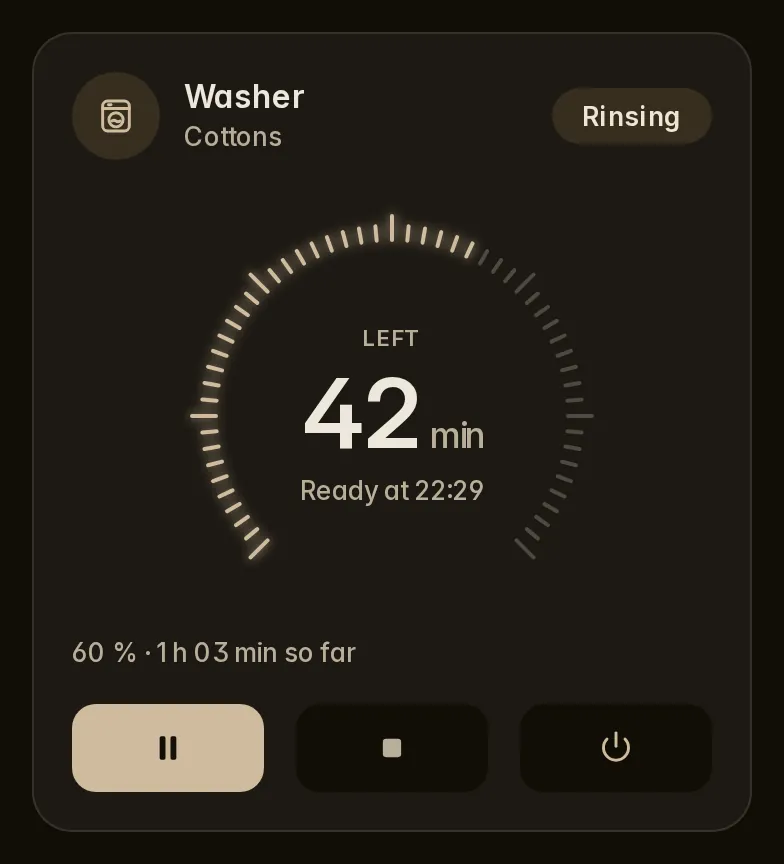 Washer
Cottons
Rinsing
LEFT
42 min
Ready at 22:29
60 % · 1 h 03 min so far